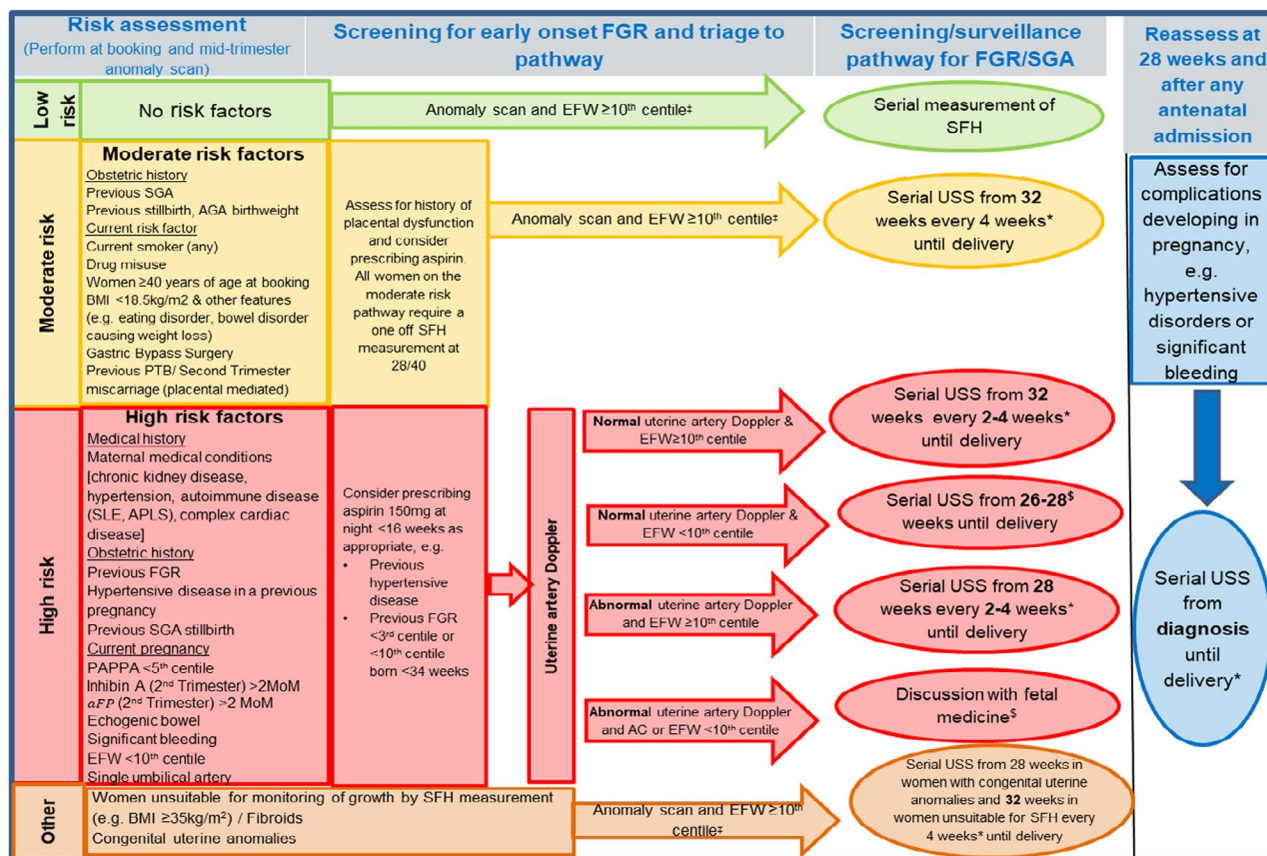 Risk assessment
(Perform at booking and mid-trimester
anomaly scan)
Screening for early onset FGR and triage to
pathway
Screening/surveillance
pathway for FGR/SGA
Reassess at
28 weeks and
after any
antenatal
admission
Low
risk
No risk factors
Anomaly scan and EFW ≥10th centile‡
Serial measurement of
SFH
Moderate risk
Moderate risk factors
Obstetric history
Previous SGA
Previous stillbirth, AGA birthweight
Current risk factor
Current smoker (any)
Drug misuse
Women ≥40 years of age at booking
BMI <18.5kg/m2 & other features
(e.g. eating disorder, bowel disorder
causing weight loss)
Gastric Bypass Surgery
Previous PTB/ Second Trimester
miscarriage (placental mediated)
Assess for history of
placental dysfunction
and consider
prescribing aspirin.
All women on the
moderate risk
pathway require a
one off SFH
measurement at
28/40
Anomaly scan and EFW ≥10th centile‡
Serial USS from 32
weeks every 4 weeks*
until delivery
Assess for
complications
developing in
pregnancy,
e.g.
hypertensive
disorders or
significant
bleeding
High risk
High risk factors
Medical history
Maternal medical conditions
[chronic kidney disease,
hypertension, autoimmune disease
(SLE, APLS), complex cardiac
disease]
Obstetric history
Previous FGR
Hypertensive disease in a previous
pregnancy
Previous SGA stillbirth
Current pregnancy
PAPPA <5th centile
Inhibin A (2nd Trimester) >2MoM
aFP (2nd Trimester) >2 MoM
Echogenic bowel
Significant bleeding
EFW <10th centile
Single umbilical artery
Consider prescribing
aspirin 150mg at
night <16 weeks as
appropriate, e.g.
• Previous
hypertensive
disease
• Previous FGR
<3rd centile or
<10th centile
born <34 weeks
Uterine artery Doppler
Normal uterine artery Doppler &
EFW≥10th centile
Serial USS from 32
weeks every 2-4 weeks*
until delivery
Normal uterine artery Doppler &
EFW <10th centile
Serial USS from 26-28$
weeks until delivery
Abnormal uterine artery Doppler
and EFW ≥10th centile
Serial USS from 28
weeks every 2-4 weeks*
until delivery
Abnormal uterine artery Doppler
and AC or EFW <10th centile
Discussion with fetal
medicine$
Serial USS
from
diagnosis
until
delivery*
Other
Women unsuitable for monitoring of growth by SFH measurement
(e.g. BMI ≥35kg/m²) / Fibroids
Congenital uterine anomalies
Anomaly scan and EFW ≥10th
centile‡
Serial USS from 28 weeks in
women with congenital uterine
anomalies and 32 weeks in
women unsuitable for SFH every
4 weeks* until delivery